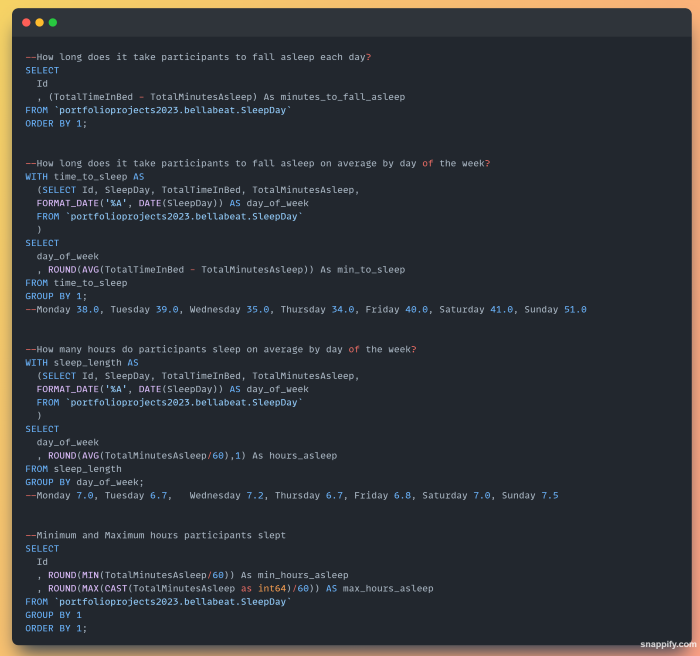 --How long does it take participants to fall asleep each day?
SELECT
  Id
  , (TotalTimeInBed - TotalMinutesAsleep) As minutes_to_fall_asleep
FROM `portfolioprojects2023.bellabeat.SleepDay`
ORDER BY 1;
--How long does it take participants to fall asleep on average by day of the week?
WITH time_to_sleep AS
  (SELECT Id, SleepDay, TotalTimeInBed, TotalMinutesAsleep,
  FORMAT_DATE('%A', DATE(SleepDay)) AS day_of_week
  FROM `portfolioprojects2023.bellabeat.SleepDay`
  )
SELECT
  day_of_week
  , ROUND(AVG(TotalTimeInBed - TotalMinutesAsleep)) As min_to_sleep
FROM time_to_sleep
GROUP BY 1;
--Monday 38.0, Tuesday 39.0, Wednesday 35.0, Thursday 34.0, Friday 40.0, Saturday 41.0, Sunday 51.0
--How many hours do participants sleep on average by day of the week?
WITH sleep_length AS
  (SELECT Id, SleepDay, TotalTimeInBed, TotalMinutesAsleep,
  FORMAT_DATE('%A', DATE(SleepDay)) AS day_of_week
  FROM `portfolioprojects2023.bellabeat.SleepDay`
  )
SELECT
  day_of_week
  , ROUND(AVG(TotalMinutesAsleep/60),1) As hours_asleep
FROM sleep_length
GROUP BY day_of_week;
--Monday 7.0, Tuesday 6.7,   Wednesday 7.2, Thursday 6.7, Friday 6.8, Saturday 7.0, Sunday 7.5
--Minimum and Maximum hours participants slept
SELECT
  Id
  , ROUND(MIN(TotalMinutesAsleep/60)) As min_hours_asleep
  , ROUND(MAX(CAST(TotalMinutesAsleep as int64)/60)) AS max_hours_asleep
FROM `portfolioprojects2023.bellabeat.SleepDay`
GROUP BY 1
ORDER BY 1;
snappify.com